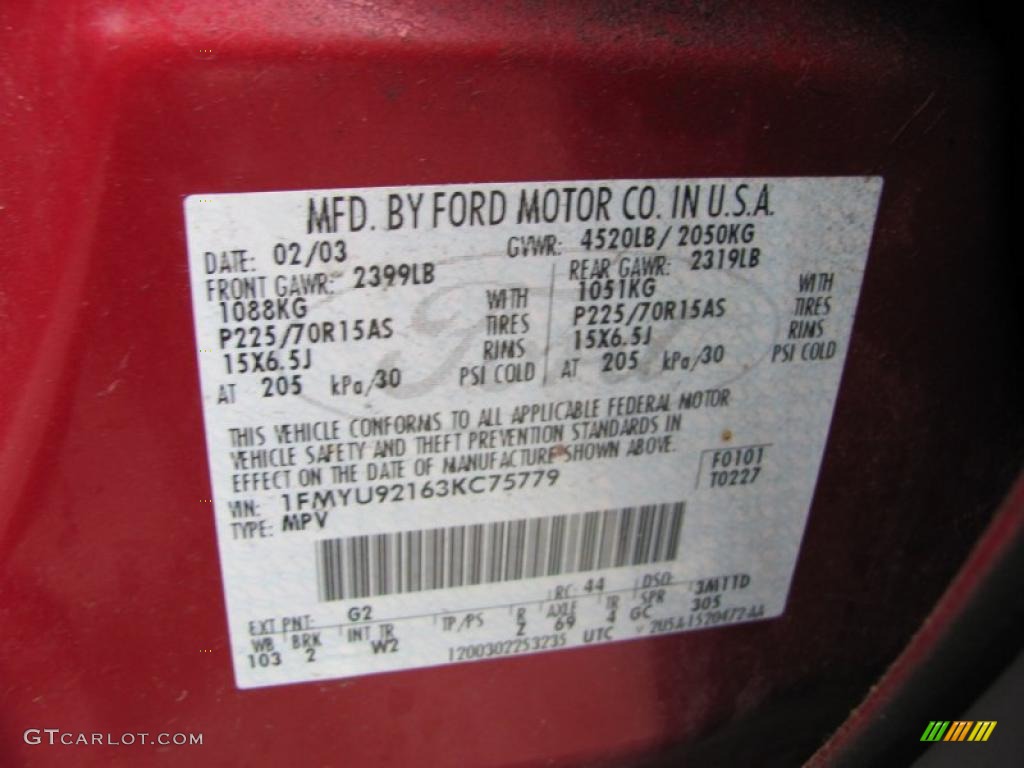 MFD. BY FORD MOTOR CO. IN U.S.A.
DATE: 02/03 GVWR: 4520LB/ 2050KG
FRONT GAWR: 2399LB REAR GAWR: 2319LB
1088KG WITH 1051KG WITH
P225/70R15AS TIRES P225/70R15AS TIRES
15X6.5J RIMS 15X6.5J RIMS
AT 205 kPa/30 PSI COLD AT 205 kPa/30 PSI COLD
Ford
THIS VEHICLE CONFORMS TO ALL APPLICABLE FEDERAL MOTOR
VEHICLE SAFETY AND THEFT PREVENTION STANDARDS IN
EFFECT ON THE DATE OF MANUFACTURE SHOWN ABOVE.
F0101
VIN: 1FMYU92163KC75779 T0227
TYPE: MPV
EXT PNT: G2 RC: 44 DSO:
WB BRK INT TR TP/PS R AXLE TR SPR 3A11TD
103 2 W2 2 69 4 GC 305
1200302253235 UTC
GTCARLOT.COM